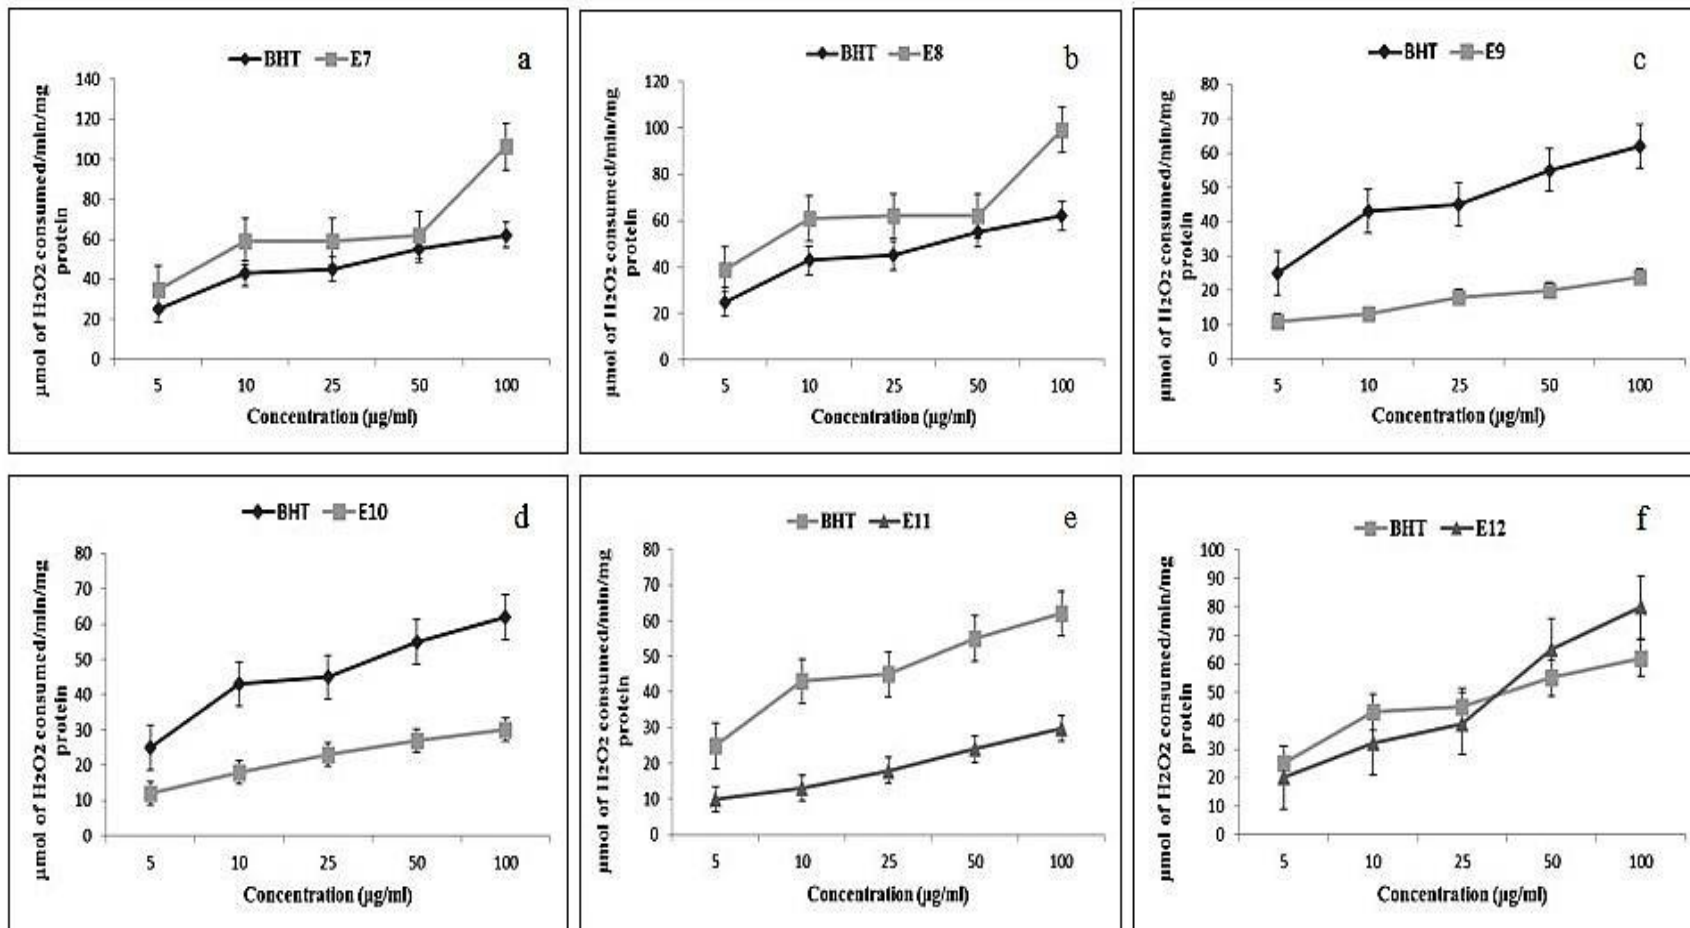 BHT E7 a
140
120
100
80
60
40
20
0
5 10 25 50 100
Concentration (µg/ml)
µmol of H2O2 consumed/min/mg
protein
BHT E8 b
120
100
80
60
40
20
0
5 10 25 50 100
Concentration (µg/ml)
µmol of H2O2 consumed/min/mg
protein
BHT E9 c
80
70
60
50
40
30
20
10
0
5 10 25 50 100
Concentration (µg/ml)
µmol of H2O2 consumed/min/mg
protein
BHT E10 d
80
70
60
50
40
30
20
10
0
5 10 25 50 100
Concentration (µg/ml)
µmol of H2O2 consumed/min/mg
protein
BHT E11 e
80
70
60
50
40
30
20
10
0
5 10 25 50 100
Concentration (µg/ml)
µmol of H2O2 consumed/min/mg
protein
BHT E12 f
100
90
80
70
60
50
40
30
20
10
0
5 10 25 50 100
Concentration (µg/ml)
µmol of H2O2 consumed/min/mg
protein